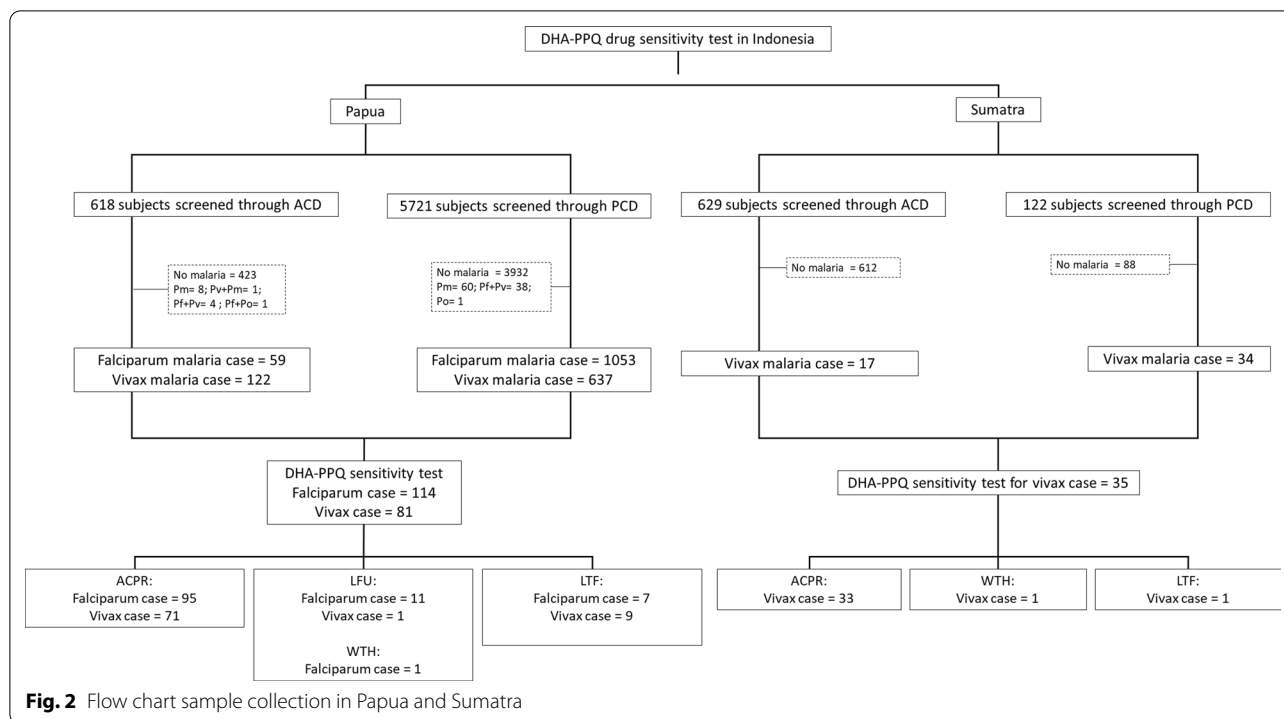 DHA-PPQ drug sensitivity test in Indonesia
Papua
Sumatra
618 subjects screened through ACD
5721 subjects screened through PCD
629 subjects screened through ACD
122 subjects screened through PCD
No malaria = 423
Pm= 8; Pv+Pm= 1;
Pf+Pv= 4 ; Pf+Po= 1
No malaria = 3932
Pm= 60; Pf+Pv= 38;
Po= 1
No malaria = 612
No malaria = 88
Falciparum malaria case = 59
Vivax malaria case = 122
Falciparum malaria case = 1053
Vivax malaria case = 637
Vivax malaria case = 17
Vivax malaria case = 34
DHA-PPQ sensitivity test
Falciparum case = 114
Vivax case = 81
DHA-PPQ sensitivity test for vivax case = 35
ACPR:
Falciparum case = 95
Vivax case = 71
LFU:
Falciparum case = 11
Vivax case = 1
WTH:
Falciparum case = 1
LTF:
Falciparum case = 7
Vivax case = 9
ACPR:
Vivax case = 33
WTH:
Vivax case = 1
LTF:
Vivax case = 1
Fig. 2 Flow chart sample collection in Papua and Sumatra